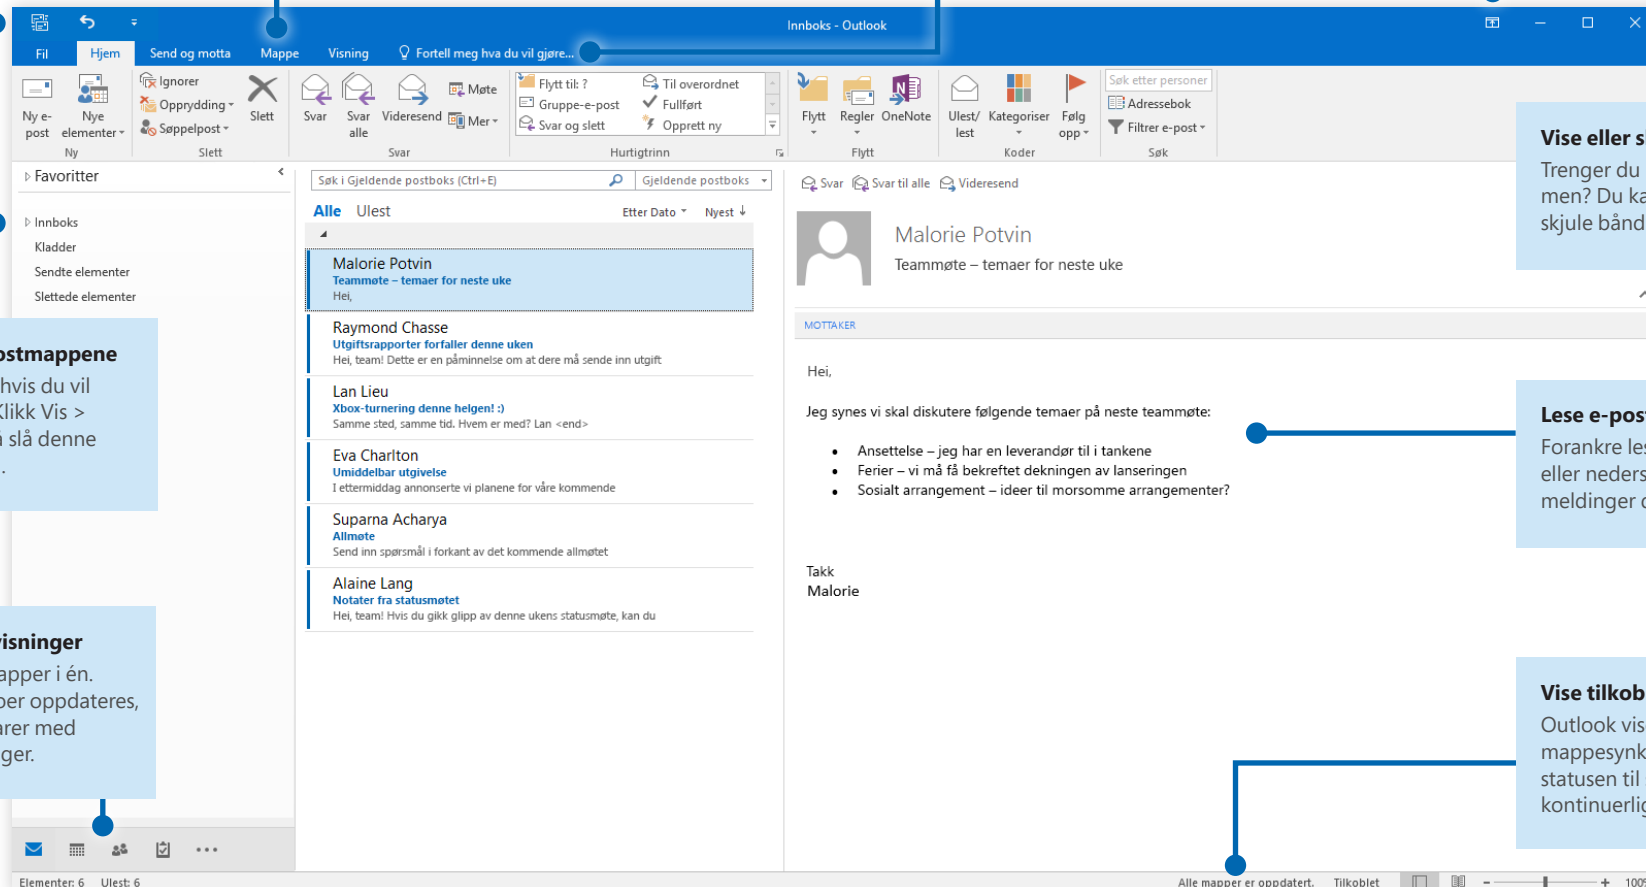 Innboks - Outlook
Fil Hjem Send og motta Mappe Visning Fortell meg hva du vil gjøre...
Ny e-post
Nye elementer
Ignorer
Opprydding
Søppelpost
Slett
Svar
Svar alle
Videresend
Møte
Mer
Flytt til: ?
Gruppe-e-post
Svar og slett
Til overordnet
Fullført
Opprett ny
Flytt
Regler
OneNote
Ulest/ lest
Kategoriser
Følg opp
Søk etter personer
Adressebok
Filtrer e-post
Ny Slett Svar Hurtigtrinn Flytt Koder Søk
Favoritter
Innboks
Kladder
Sendte elementer
Slettede elementer
ostmappene
hvis du vil
Klikk Vis >
å slå denne
.
visninger
apper i én.
per oppdateres,
arer med
ger.
Søk i Gjeldende postboks (Ctrl+E) Gjeldende postboks
Alle Ulest Etter Dato Nyest
Malorie Potvin
Teammøte – temaer for neste uke
Hei,
Raymond Chasse
Utgiftsrapporter forfaller denne uken
Hei, team! Dette er en påminnelse om at dere må sende inn utgift
Lan Lieu
Xbox-turnering denne helgen! :)
Samme sted, samme tid. Hvem er med? Lan <end>
Eva Charlton
Umiddelbar utgivelse
I ettermiddag annonserte vi planene for våre kommende
Suparna Acharya
Allmøte
Send inn spørsmål i forkant av det kommende allmøtet
Alaine Lang
Notater fra statusmøtet
Hei, team! Hvis du gikk glipp av denne ukens statusmøte, kan du
Svar Svar til alle Videresend
Malorie Potvin
Teammøte – temaer for neste uke
MOTTAKER
Hei,
Jeg synes vi skal diskutere følgende temaer på neste teammøte:
• Ansettelse – jeg har en leverandør til i tankene
• Ferier – vi må få bekreftet dekningen av lanseringen
• Sosialt arrangement – ideer til morsomme arrangementer?
Takk
Malorie
Vise eller s
Trenger du
men? Du ka
skjule bånd
Lese e-post
Forankre les
eller neders
meldinger d
Vise tilkob
Outlook vis
mappesynk
statusen til
kontinuerlig
Elementer: 6 Ulest: 6 Alle mapper er oppdatert. Tilkoblet 100%